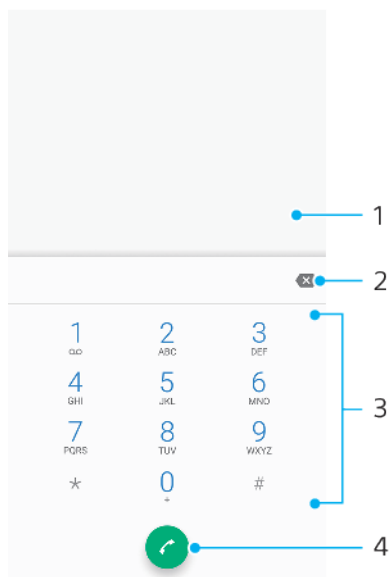 1
2
1 2 3
ABC DEF
4 5 6
GHI JKL MNO
3
7 8 9
PQRS TUV WXYZ
* 0 #
+
4